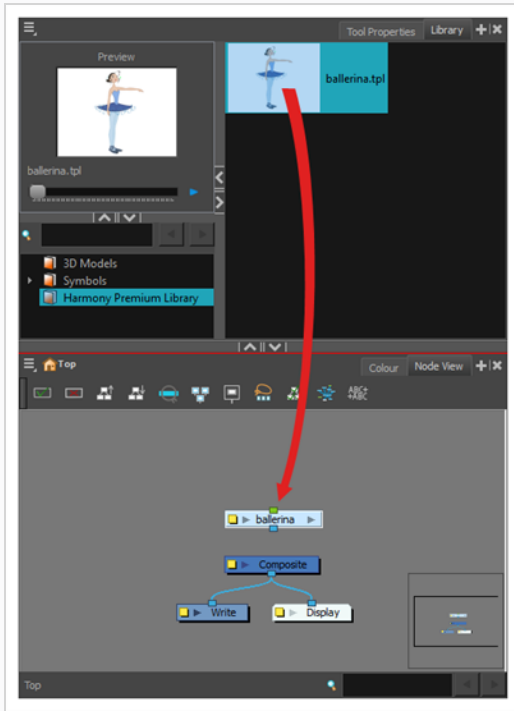 Tool Properties Library
Preview
ballerina.tpl
ballerina.tpl
3D Models
Symbols
Harmony Premium Library
Top
Colour Node View
ABC+
+ABC
ballerina
Composite
Write Display
Top